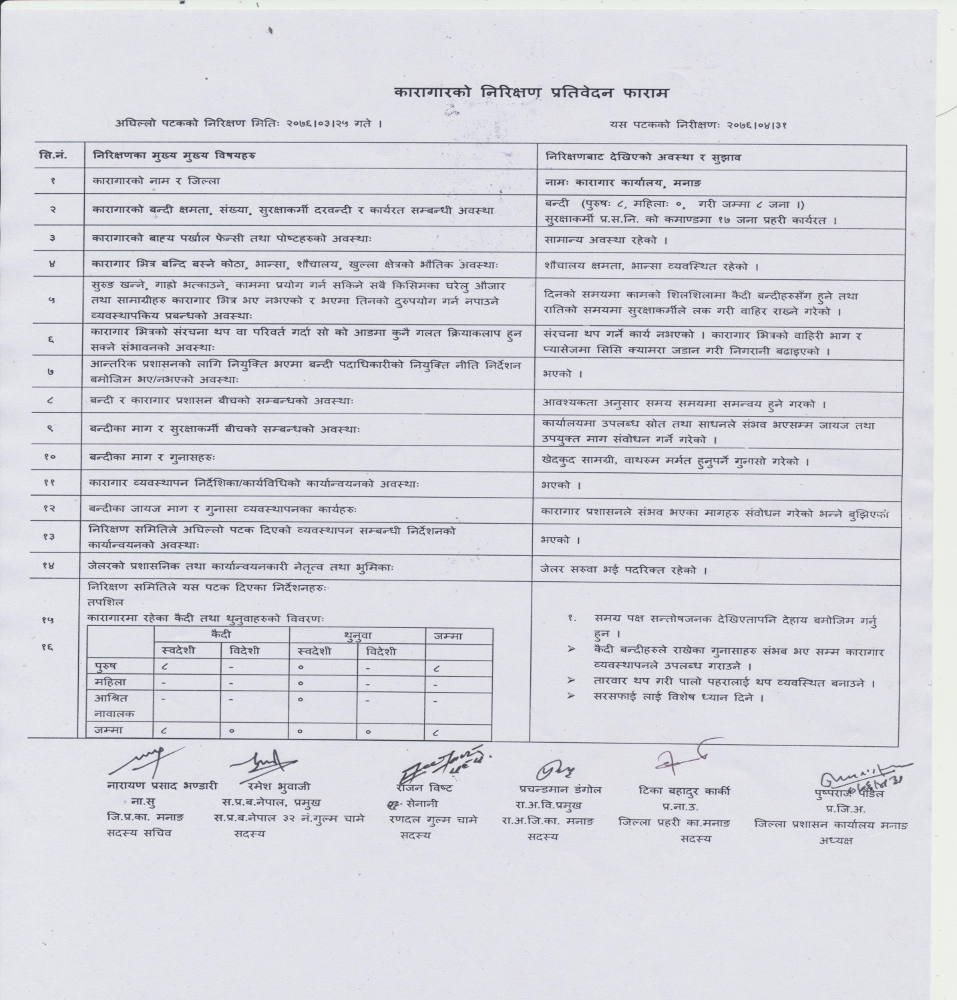 कारागारको निरिक्षण प्रतिवेदन फाराम
अघिल्लो पटकको निरिक्षण मितिः २०७६।०३।२५ गते । यस पटकको निरीक्षणः २०७६।०४।३१
सि.नं. निरिक्षणका मुख्य मुख्य विषयहरु निरिक्षणबाट देखिएको अवस्था र सुझाव
१ कारागारको नाम र जिल्ला नामः कारागार कार्यालय, मनाङ
२ कारागारको बन्दी क्षमता, संख्या, सुरक्षाकर्मी दरवन्दी र कार्यरत सम्बन्धी अवस्था
बन्दी (पुरुषः ८, महिलाः ०, गरी जम्मा ८ जना ।)
सुरक्षाकर्मी प्र.स.नि. को कमाण्डमा १७ जना प्रहरी कार्यरत ।
३ कारागारको बाह्य पर्खाल फेन्सी तथा पोष्टहरुको अवस्थाः सामान्य अवस्था रहेको ।
४ कारागार भित्र बन्दि बस्ने कोठा, भान्सा, शौचालय, खुल्ला क्षेत्रको भौतिक अवस्थाः शौचालय क्षमता, भान्सा व्यवस्थित रहेको ।
५ सुरुङ खन्ने, गाह्रो भत्काउने, काममा प्रयोग गर्न सकिने सबै किसिमका घरेलु औजार
तथा सामाग्रीहरु कारागार भित्र भए नभएको र भएमा तिनको दुरुपयोग गर्न नपाउने
व्यवस्थापकिय प्रबन्धको अवस्थाः
दिनको समयमा कामको शिलशिलामा कैदी बन्दीहरुसँग हुने तथा
रातिको समयमा सुरक्षाकर्मीले लक गरी वाहिर राख्ने गरेको ।
६ कारागार भित्रको संरचना थप वा परिवर्त गर्दा सो को आडमा कुनै गलत क्रियाकलाप हुन
सक्ने संभावनको अवस्थाः
संरचना थप गर्ने कार्य नभएको । कारागार भित्रको वाहिरी भाग र
प्यासेजमा सिसि क्यामरा जडान गरी निगरानी बढाइएको ।
७ आन्तरिक प्रशासनको लागि नियुक्ति भएमा बन्दी पदाधिकारीको नियुक्ति नीति निर्देशन
बमोजिम भए/नभएको अवस्थाः
भएको ।
८ बन्दी र कारागार प्रशासन बीचको सम्बन्धको अवस्थाः आवश्यकता अनुसार समय समयमा समन्वय हुने गरको ।
९ बन्दीका माग र सुरक्षाकर्मी बीचको सम्बन्धको अवस्थाः
कार्यालयमा उपलब्ध स्रोत तथा साधनले संभव भएसम्म जायज तथा
उपयुक्त माग संवोधन गर्ने गरेको ।
१० बन्दीका माग र गुनासहरुः खेदकुद सामग्री, वाथरुम मर्मत हुनुपर्ने गुनासो गरेको ।
११ कारागार व्यवस्थापन निर्देशिका/कार्यविधिको कार्यान्वयनको अवस्थाः भएको ।
१२ बन्दीका जायज माग र गुनासा व्यवस्थापनका कार्यहरुः कारागार प्रशासनले संभव भएका मागहरु संवोधन गरेको भन्ने बुझिएको
१३ निरिक्षण समितिले अघिल्लो पटक दिएको व्यवस्थापन सम्बन्धी निर्देशनको
कार्यान्वयनको अवस्थाः
भएको ।
१४ जेलरको प्रशासनिक तथा कार्यान्वयनकारी नेतृत्व तथा भुमिकाः जेलर सरुवा भई पदरिक्त रहेको ।
निरिक्षण समितिले यस पटक दिएका निर्देशनहरुः
तपशिल
१५ कारागारमा रहेका कैदी तथा थुनुवाहरुको विवरणः
१६
कैदी थुनुवा जम्मा
स्वदेशी विदेशी स्वदेशी विदेशी
पुरुष ८ - ० - ८
महिला - - ० - -
आश्रित - - ० - -
नावालक
जम्मा ८ ० ० ० ८
१. समग्र पक्ष सन्तोषजनक देखिएतापनि देहाय बमोजिम गर्नु
हुन ।
➢ कैदी बन्दीहरुले राखेका गुनासाहरु संभब भए सम्म कारागार
व्यवस्थापनले उपलब्ध गराउने ।
➢ तारवार थप गरी पालो पहरालाई थप व्यवस्थित बनाउने ।
➢ सरसफाई लाई विशेष ध्यान दिने ।
नारायण प्रसाद भण्डारी रमेश भुवाजी राजन विष्ट प्रचन्डमान डंगोल टिका बहादुर कार्की पुष्पराज पौडेल
ना.सु स.प्र.ब.नेपाल, प्रमुख सेनानी रा.अ.वि.प्रमुख प्र.ना.उ. प्र.जि.अ.
जि.प्र.का. मनाङ स.प्र.ब.नेपाल ३२ नं.गुल्म चामे रणदल गुल्म चामे रा.अ.जि.का. मनाङ जिल्ला प्रहरी का.मनाङ जिल्ला प्रशासन कार्यालय मनाङ
सदस्य सचिव सदस्य सदस्य सदस्य सदस्य अध्यक्ष